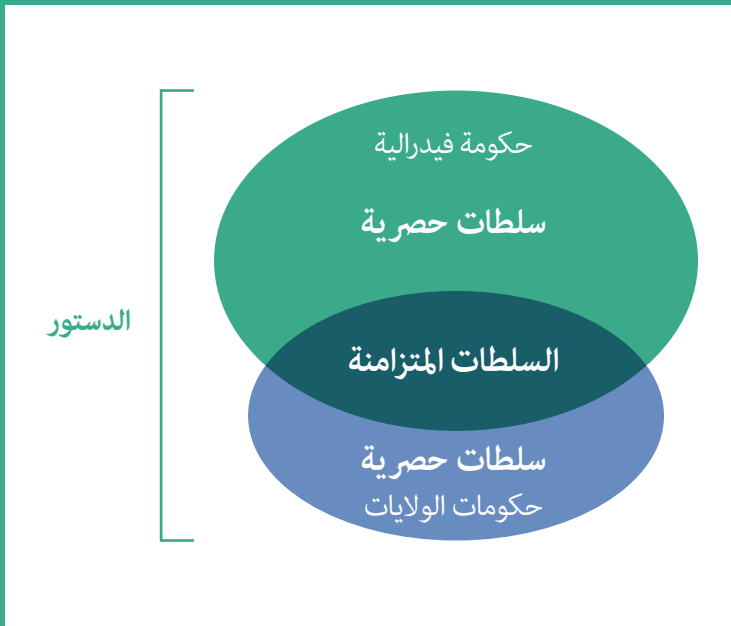 حكومة فيدرالية
سلطات حصرية
الدستور
السلطات المتزامنة
سلطات حصرية
حكومات الولايات